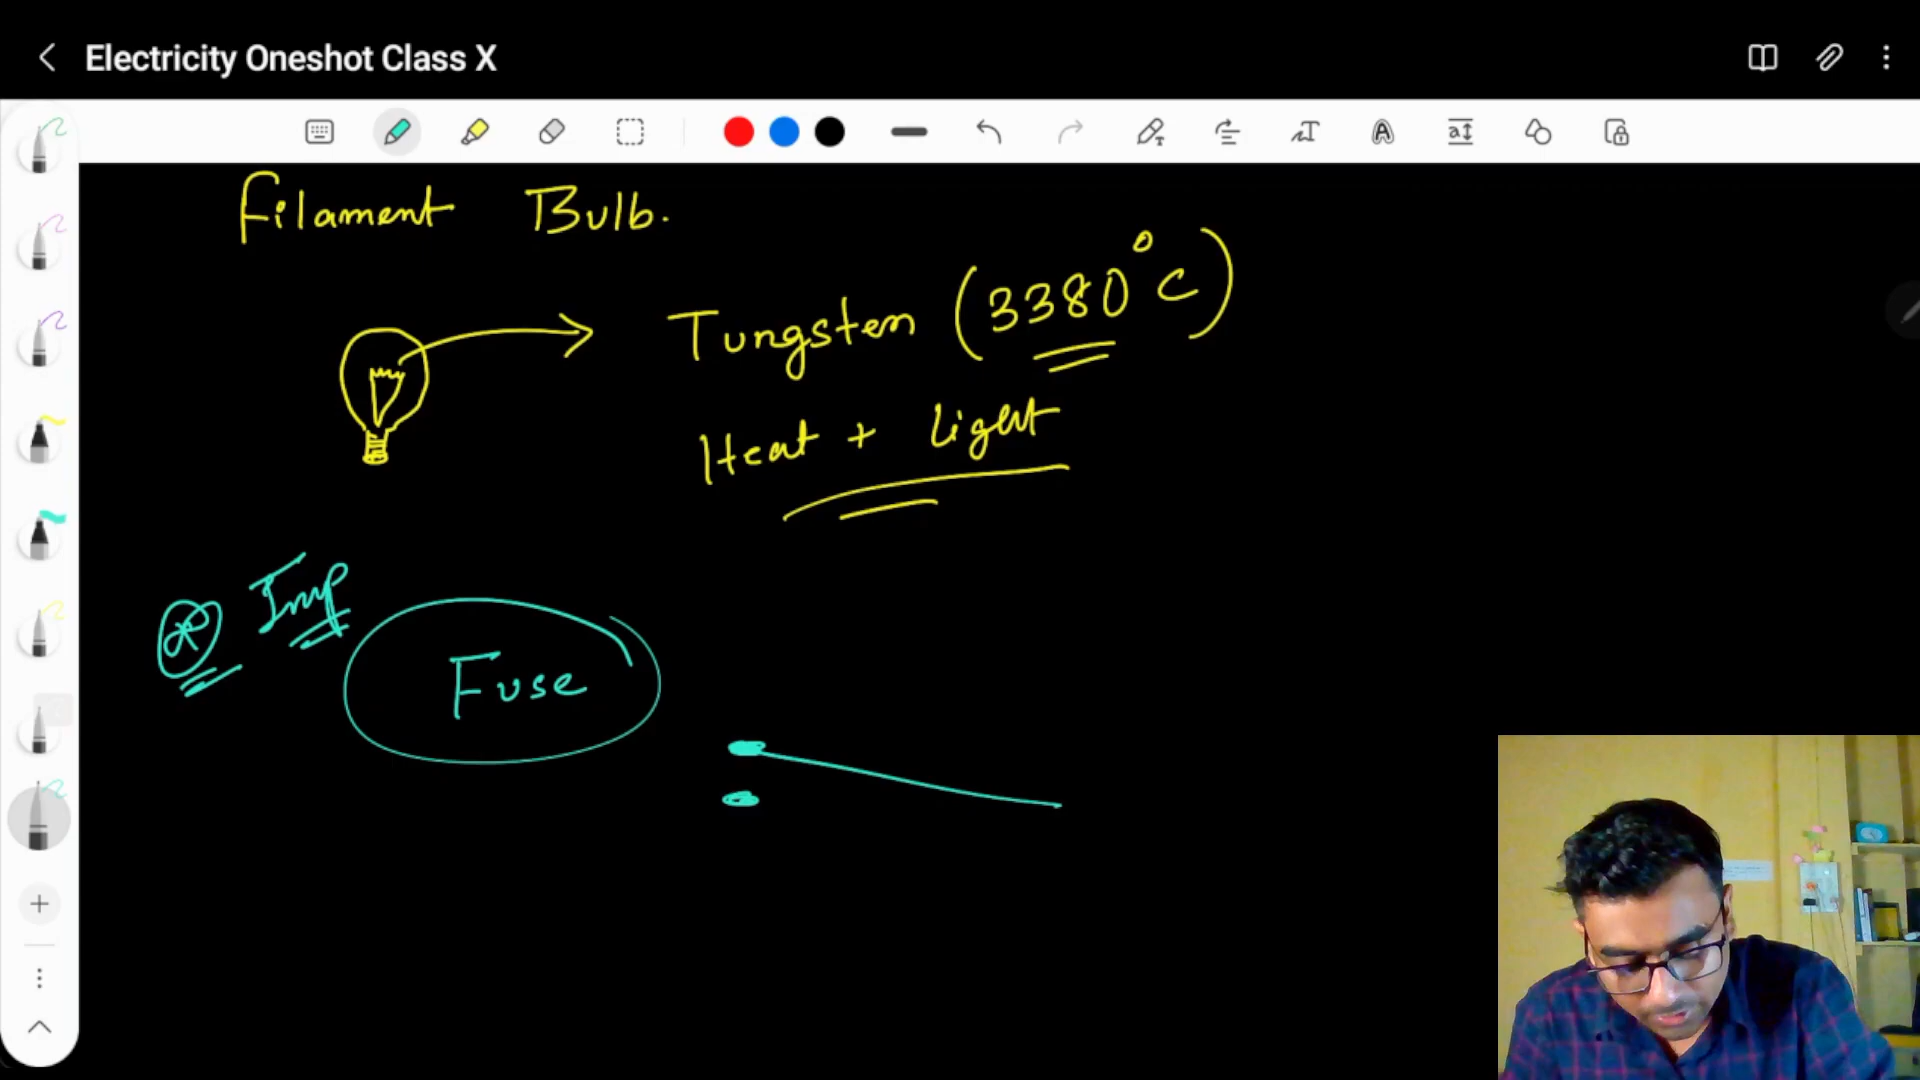 Electricity Oneshot Class X
Filament Bulb.
Tungsten (3380°C)
Heat + Light
Imp
Fuse